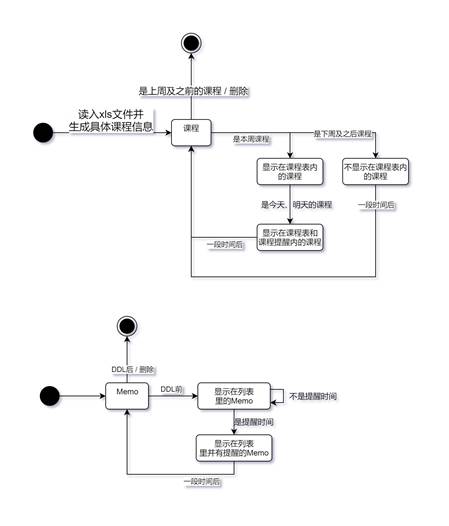 是上周及之前的课程 / 删除
读入xls文件并
生成具体课程信息
课程
是本周课程
是下周及之后课程
显示在课程表内
的课程
不显示在课程表内
的课程
是今天、明天的课程
一段时间后
显示在课程表和
课程提醒内的课程
一段时间后
DDL后 / 删除
Memo
DDL前
显示在列表
里的Memo
不是提醒时间
是提醒时间
显示在列表
里并有提醒的Memo
一段时间后